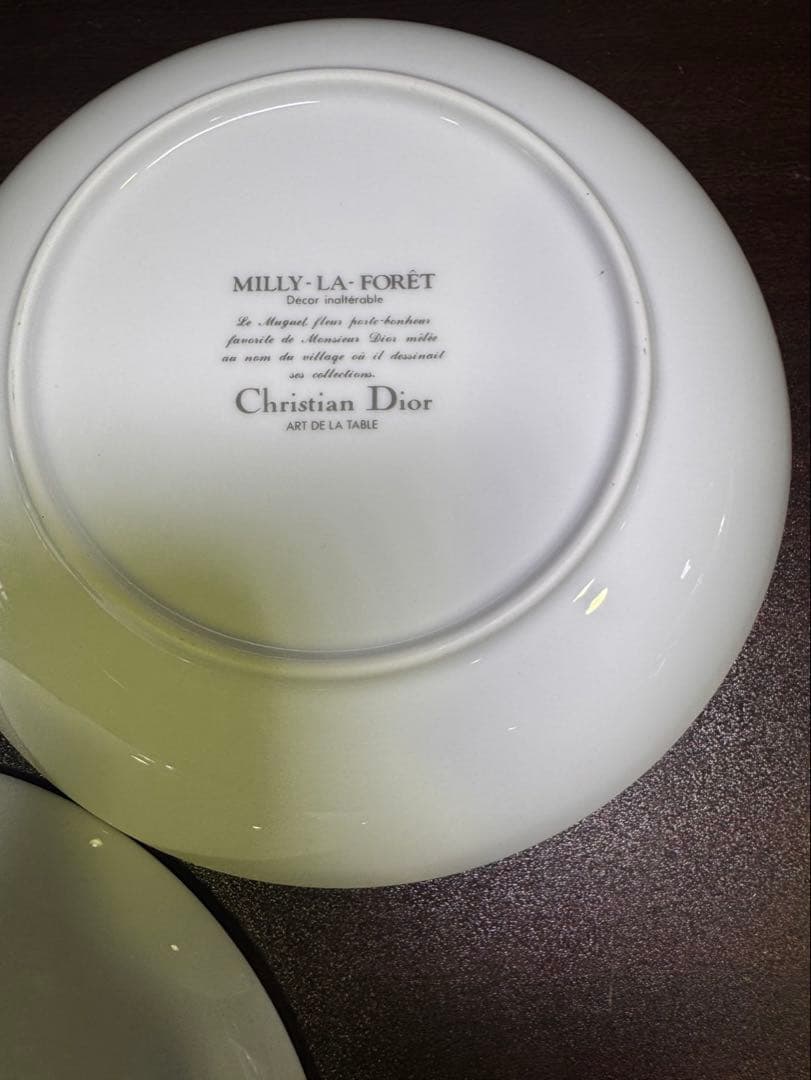 MILLY-LA-FORÊT
Décor inaltérable
Le Muguet, fleur porte-bonheur
favorite de Monsieur Dior mêlée
au nom du village où il dessinait
ses collections.
Christian Dior
ART DE LA TABLE